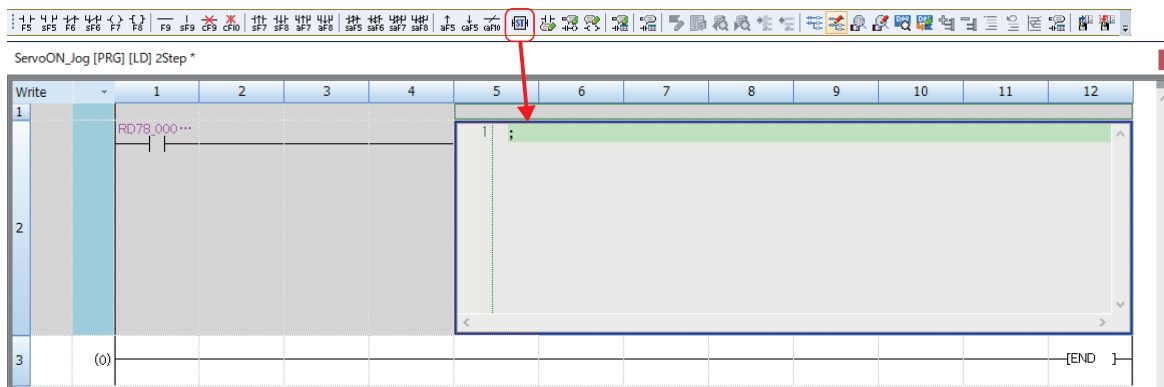 F5 sF5 F6 sF6 F7 F8 F9 sF9 cF9 cF10 sF7 sF8 aF7 aF8 saF5 saF6 saF7 saF8 aF5 caF5 caF10 ST
ServoON_Jog [PRG] [LD] 2Step *
Write 1 2 3 4 5 6 7 8 9 10 11 12
1
RD78_000... 1 ;
2
3 (0) [END ]